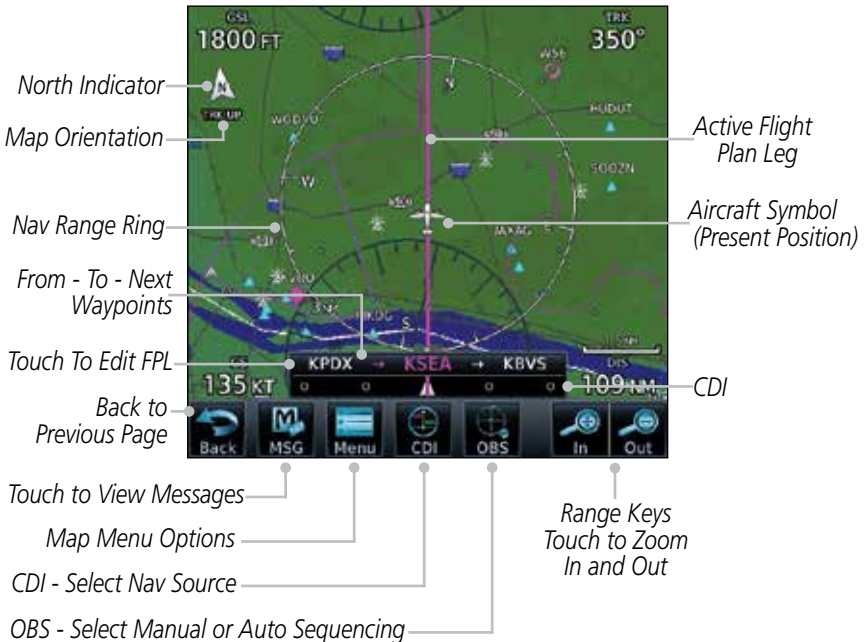 GSL
1800 FT
TRK
350°
North Indicator
N
TRK UP
Map Orientation
WGDVU
N
W56
HUDUT
Active Flight Plan Leg
SOOZN
W
Nav Range Ring
Aircraft Symbol
(Present Position)
E
JAXAG
From - To - Next
Waypoints
S
Touch To Edit FPL
KPDX → KSEA → KBVS
135 KT
DIS
109 NM
CDI
Back to
Previous Page
Back
MSG
Menu
CDI
OBS
In
Out
Touch to View Messages
Map Menu Options
CDI - Select Nav Source
OBS - Select Manual or Auto Sequencing
Range Keys
Touch to Zoom
In and Out